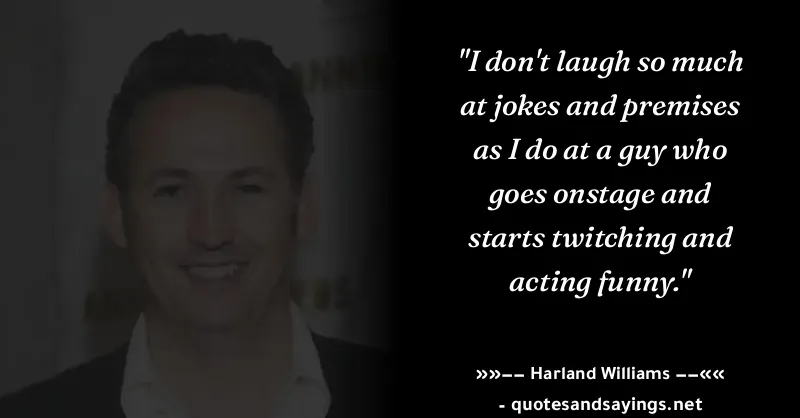 "I don't laugh so much
at jokes and premises
as I do at a guy who
goes onstage and
starts twitching and
acting funny."
»»–– Harland Williams ––««
- quotesandsayings.net